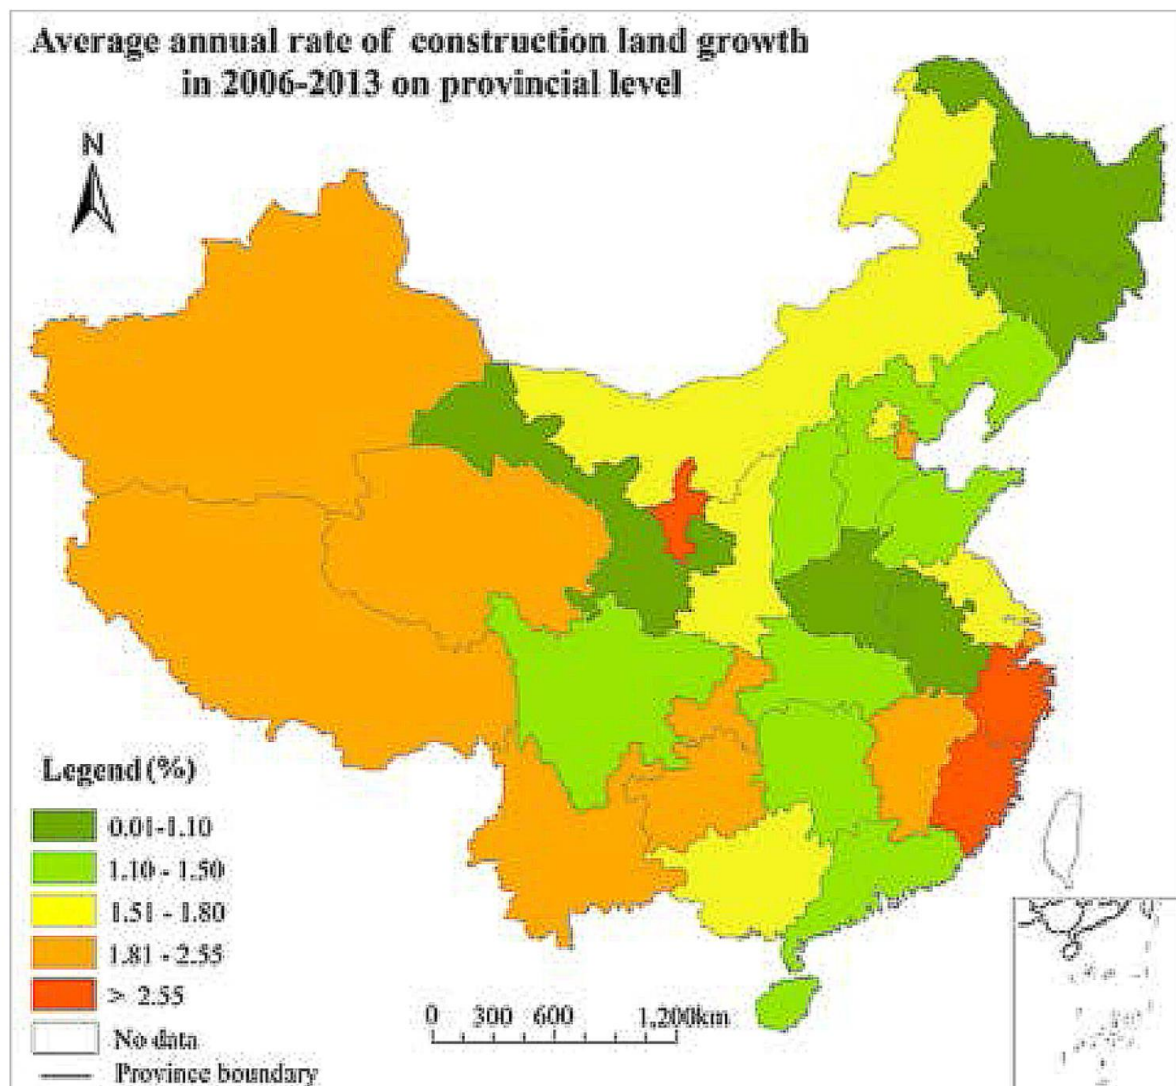 Average annual rate of construction land growth
in 2006-2013 on provincial level
N
Legend (%)
0.01-1.10
1.10 - 1.50
1.51 - 1.80
1.81 - 2.55
> 2.55
No data
Province boundary
0 300 600 1,200km